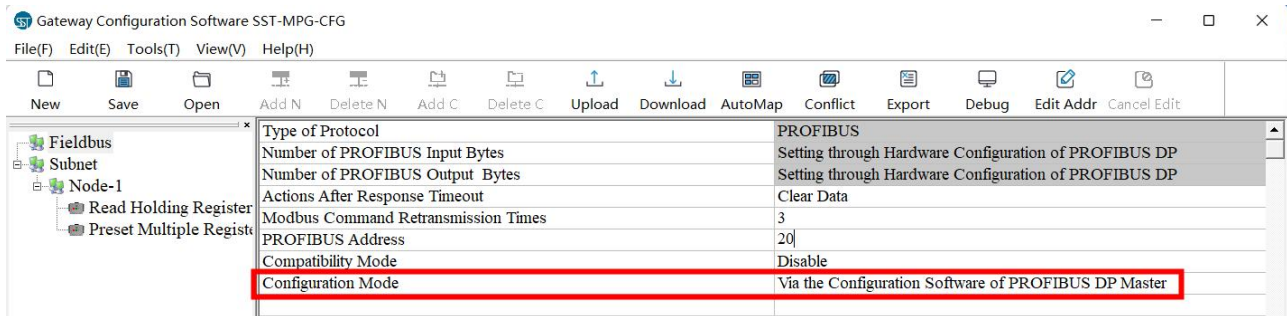 SST Gateway Configuration Software SST-MPG-CFG
File(F) Edit(E) Tools(T) View(V) Help(H)
New Save Open Add N Delete N Add C Delete C Upload Download AutoMap Conflict Export Debug Edit Addr Cancel Edit
Fieldbus
Subnet
Node-1
Read Holding Register
Preset Multiple Registe
Type of Protocol PROFIBUS
Number of PROFIBUS Input Bytes Setting through Hardware Configuration of PROFIBUS DP
Number of PROFIBUS Output Bytes Setting through Hardware Configuration of PROFIBUS DP
Actions After Response Timeout Clear Data
Modbus Command Retransmission Times 3
PROFIBUS Address 20
Compatibility Mode Disable
Configuration Mode Via the Configuration Software of PROFIBUS DP Master